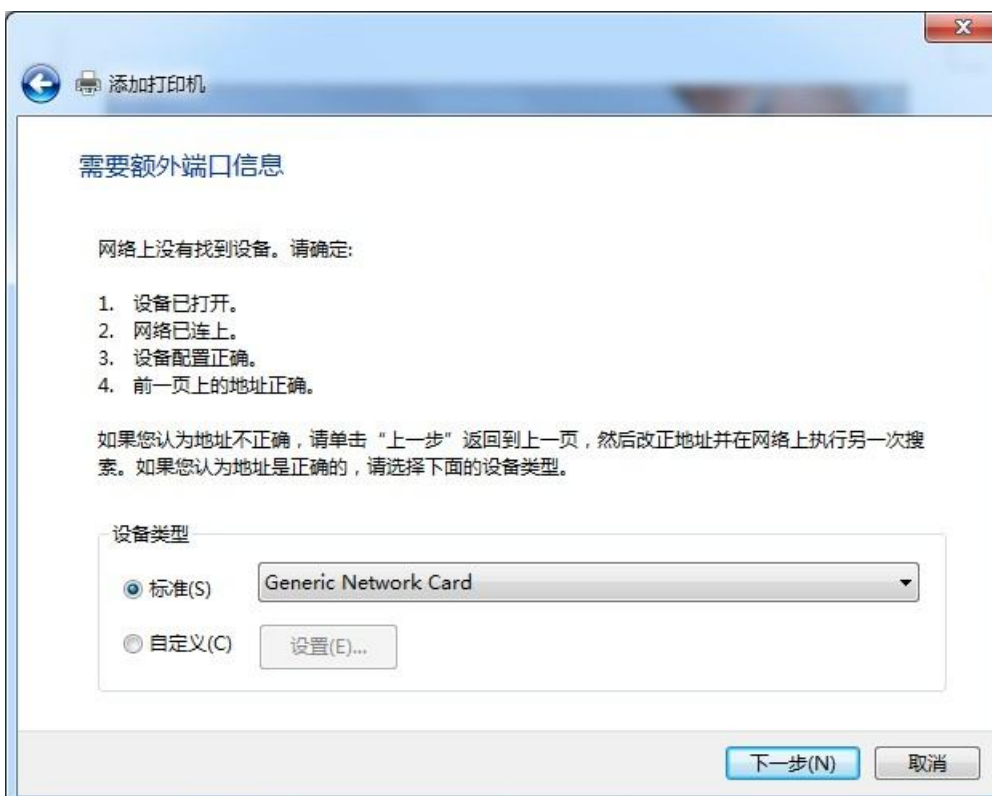 添加打印机
需要额外端口信息
网络上没有找到设备。请确定:
1. 设备已打开。
2. 网络已连上。
3. 设备配置正确。
4. 前一页上的地址正确。
如果您认为地址不正确，请单击“上一步”返回到上一页，然后改正地址并在网络上执行另一次搜
索。如果您认为地址是正确的，请选择下面的设备类型。
设备类型
标准(S) Generic Network Card
自定义(C) 设置(E)...
下一步(N) 取消